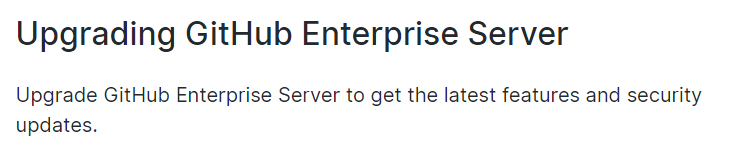 Upgrading GitHub Enterprise Server
Upgrade GitHub Enterprise Server to get the latest features and security
updates.